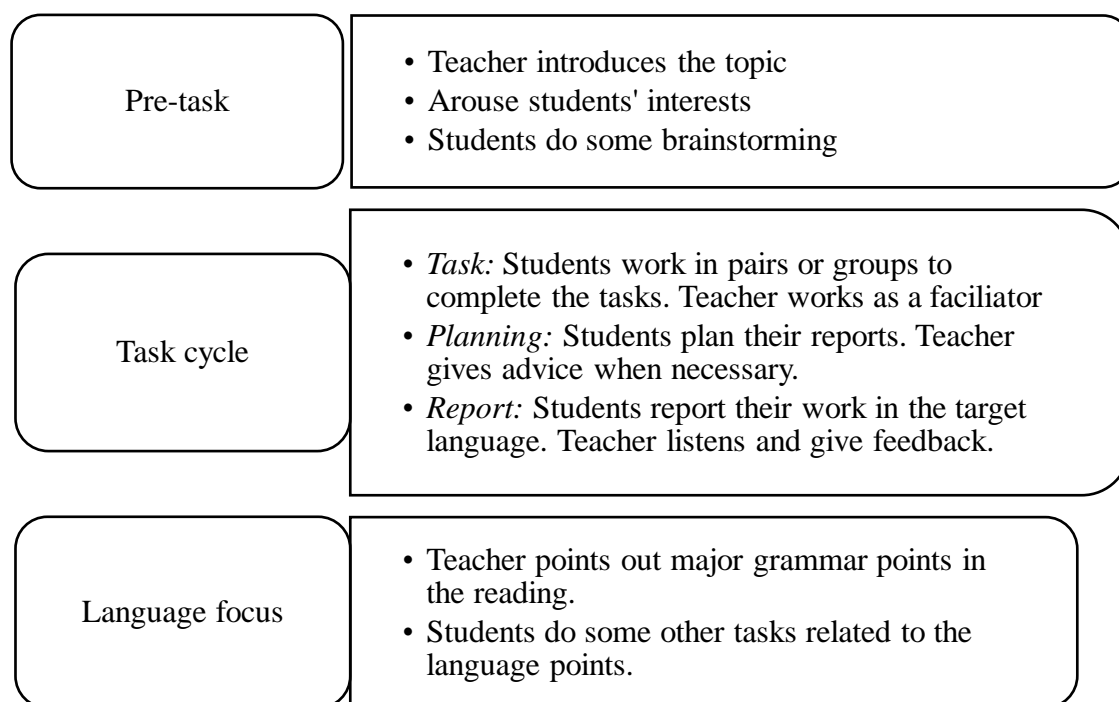 Pre-task
• Teacher introduces the topic
• Arouse students' interests
• Students do some brainstorming
Task cycle
• Task: Students work in pairs or groups to
complete the tasks. Teacher works as a faciliator
• Planning: Students plan their reports. Teacher
gives advice when necessary.
• Report: Students report their work in the target
language. Teacher listens and give feedback.
Language focus
• Teacher points out major grammar points in
the reading.
• Students do some other tasks related to the
language points.